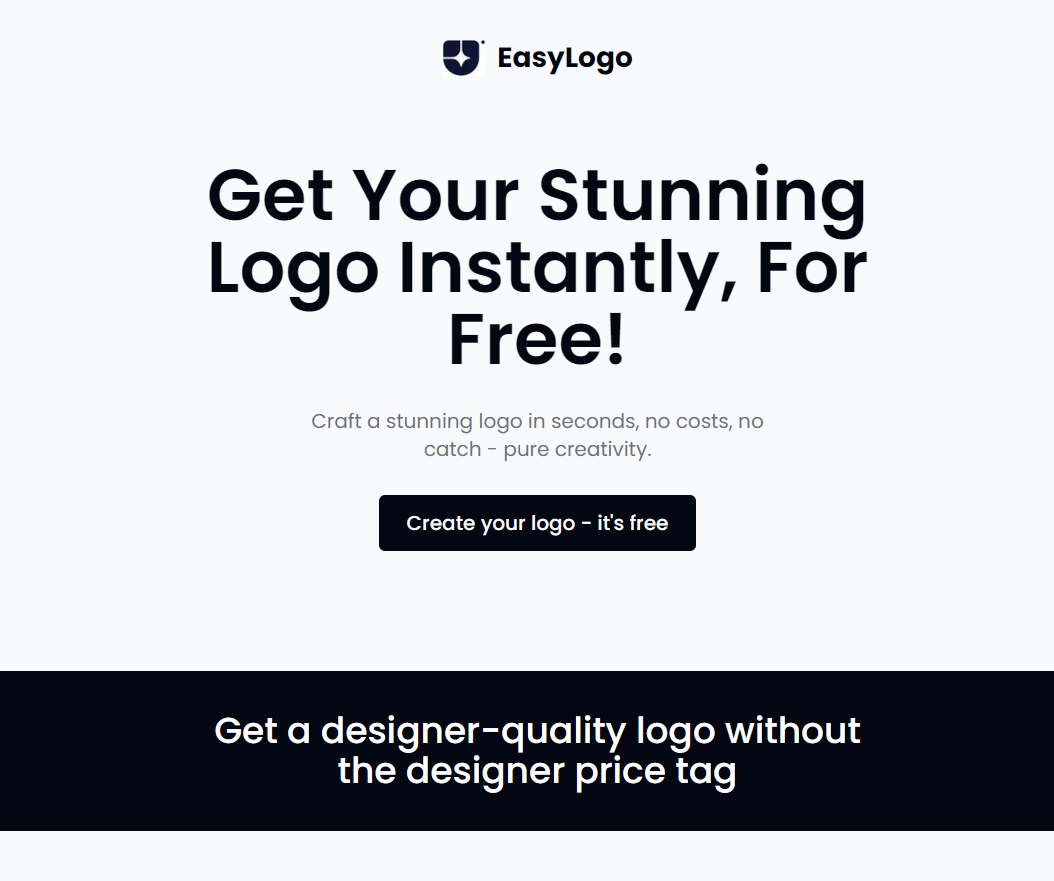 EasyLogo
Get Your Stunning
Logo Instantly, For
Free!
Craft a stunning logo in seconds, no costs, no
catch - pure creativity.
Create your logo - it's free
Get a designer-quality logo without
the designer price tag